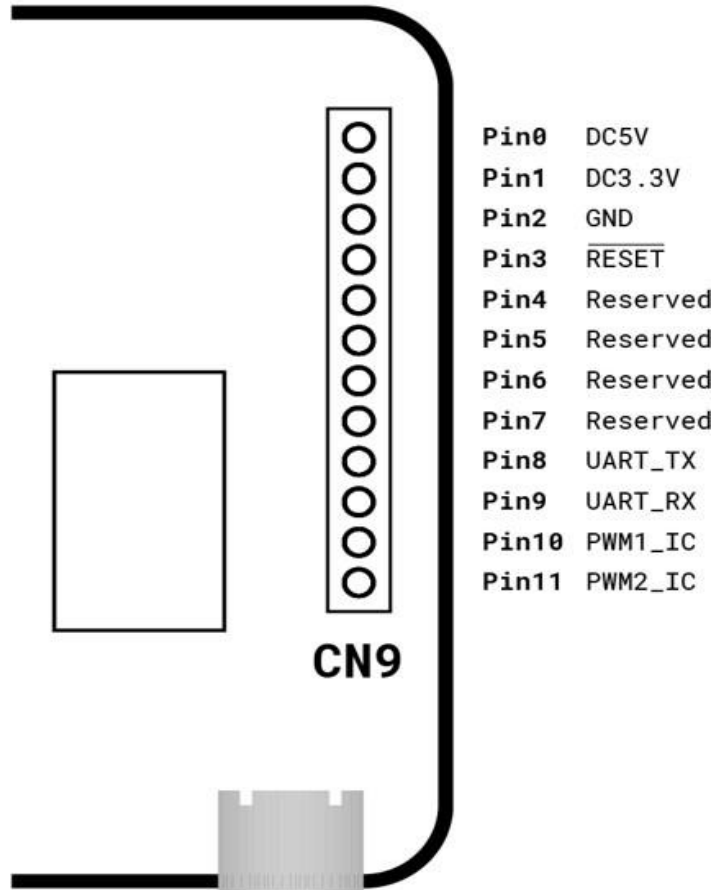 Pin0 DC5V
Pin1 DC3.3V
Pin2 GND
Pin3 R̅E̅S̅E̅T̅
Pin4 Reserved
Pin5 Reserved
Pin6 Reserved
Pin7 Reserved
Pin8 UART_TX
Pin9 UART_RX
Pin10 PWM1_IC
Pin11 PWM2_IC
CN9